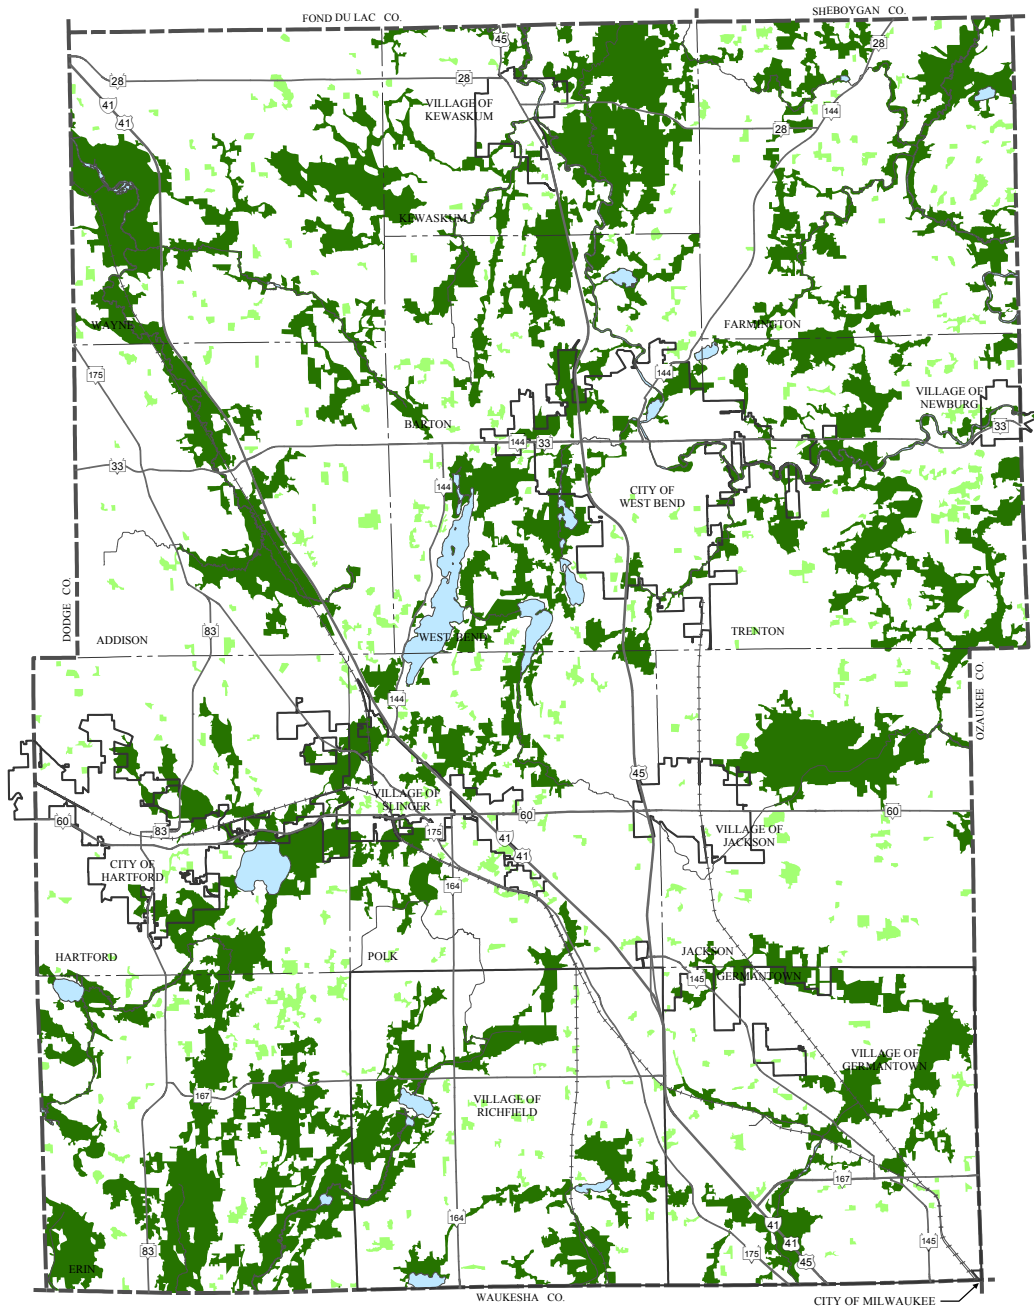 FOND DU LAC CO.
SHEBOYGAN CO.
45
28
28
28
41
VILLAGE OF
KEWASKUM
144
41
28
KEWASKUM
WAYNE
FARMINGTON
175
144
VILLAGE OF
NEWBURG
BARTON
33
144
33
33
144
CITY OF
WEST BEND
DODGE CO.
83
ADDISON
WEST BEND
TRENTON
OZAUKEE CO.
144
45
VILLAGE OF
SLINGER
60
83
175
60
60
41
VILLAGE OF
JACKSON
41
CITY OF
HARTFORD
164
HARTFORD
POLK
JACKSON
145
GERMANTOWN
VILLAGE OF
GERMANTOWN
167
VILLAGE OF
RICHFIELD
167
164
41
41
145
83
175
45
ERIN
WAUKESHA CO.
CITY OF MILWAUKEE